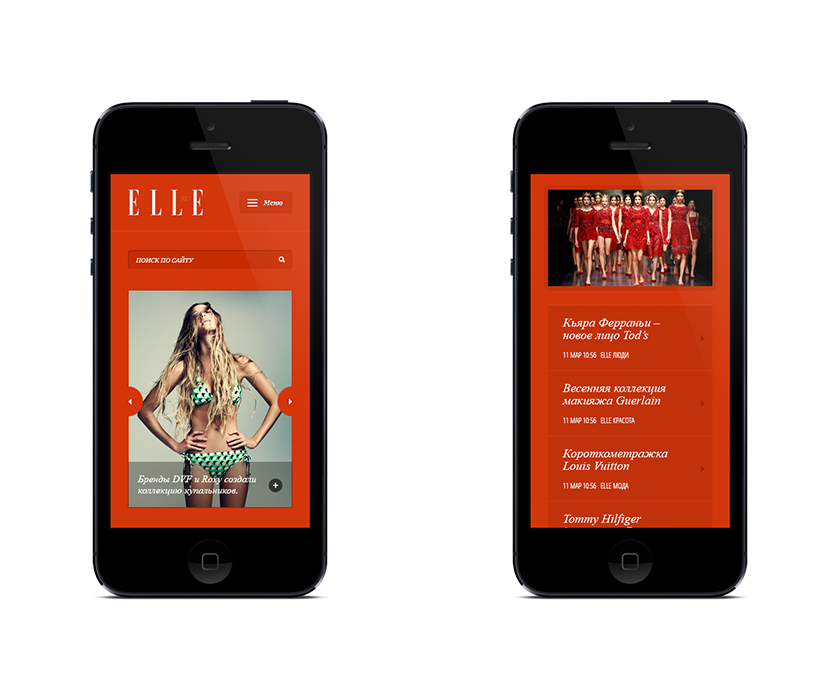 ELLE
Меню
ПОИСК ПО САЙТУ
Бренды DVF и Roxy создали
коллекцию купальников.
Кьяра Ферраньи –
новое лицо Tod's
11 МАР 10:56 ELLE ЛЮДИ
Весенняя коллекция
макияжа Guerlain
11 МАР 10:56 ELLE КРАСОТА
Короткометражка
Louis Vuitton
11 МАР 10:56 ELLE МОДА
Tommy Hilfiger